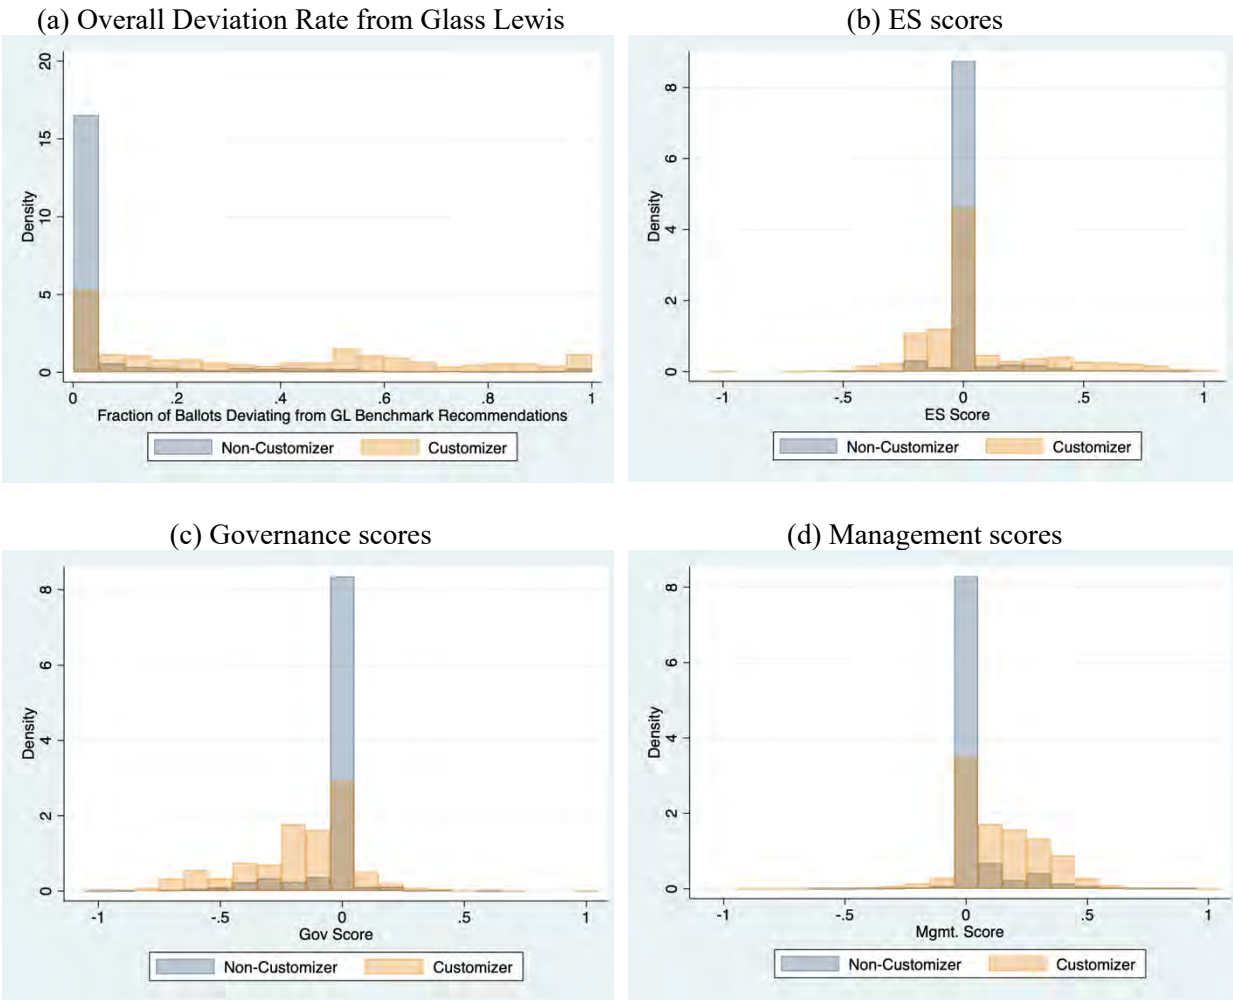 (a) Overall Deviation Rate from Glass Lewis
20
15
10
5
0
Density
0 .2 .4 .6 .8 1
Fraction of Ballots Deviating from GL Benchmark Recommendations
Non-Customizer Customizer
(b) ES scores
8
6
4
2
0
Density
-1 -.5 0 .5 1
ES Score
Non-Customizer Customizer
(c) Governance scores
8
6
4
2
0
Density
-1 -.5 0 .5 1
Gov Score
Non-Customizer Customizer
(d) Management scores
8
6
4
2
0
Density
-1 -.5 0 .5 1
Mgmt. Score
Non-Customizer Customizer